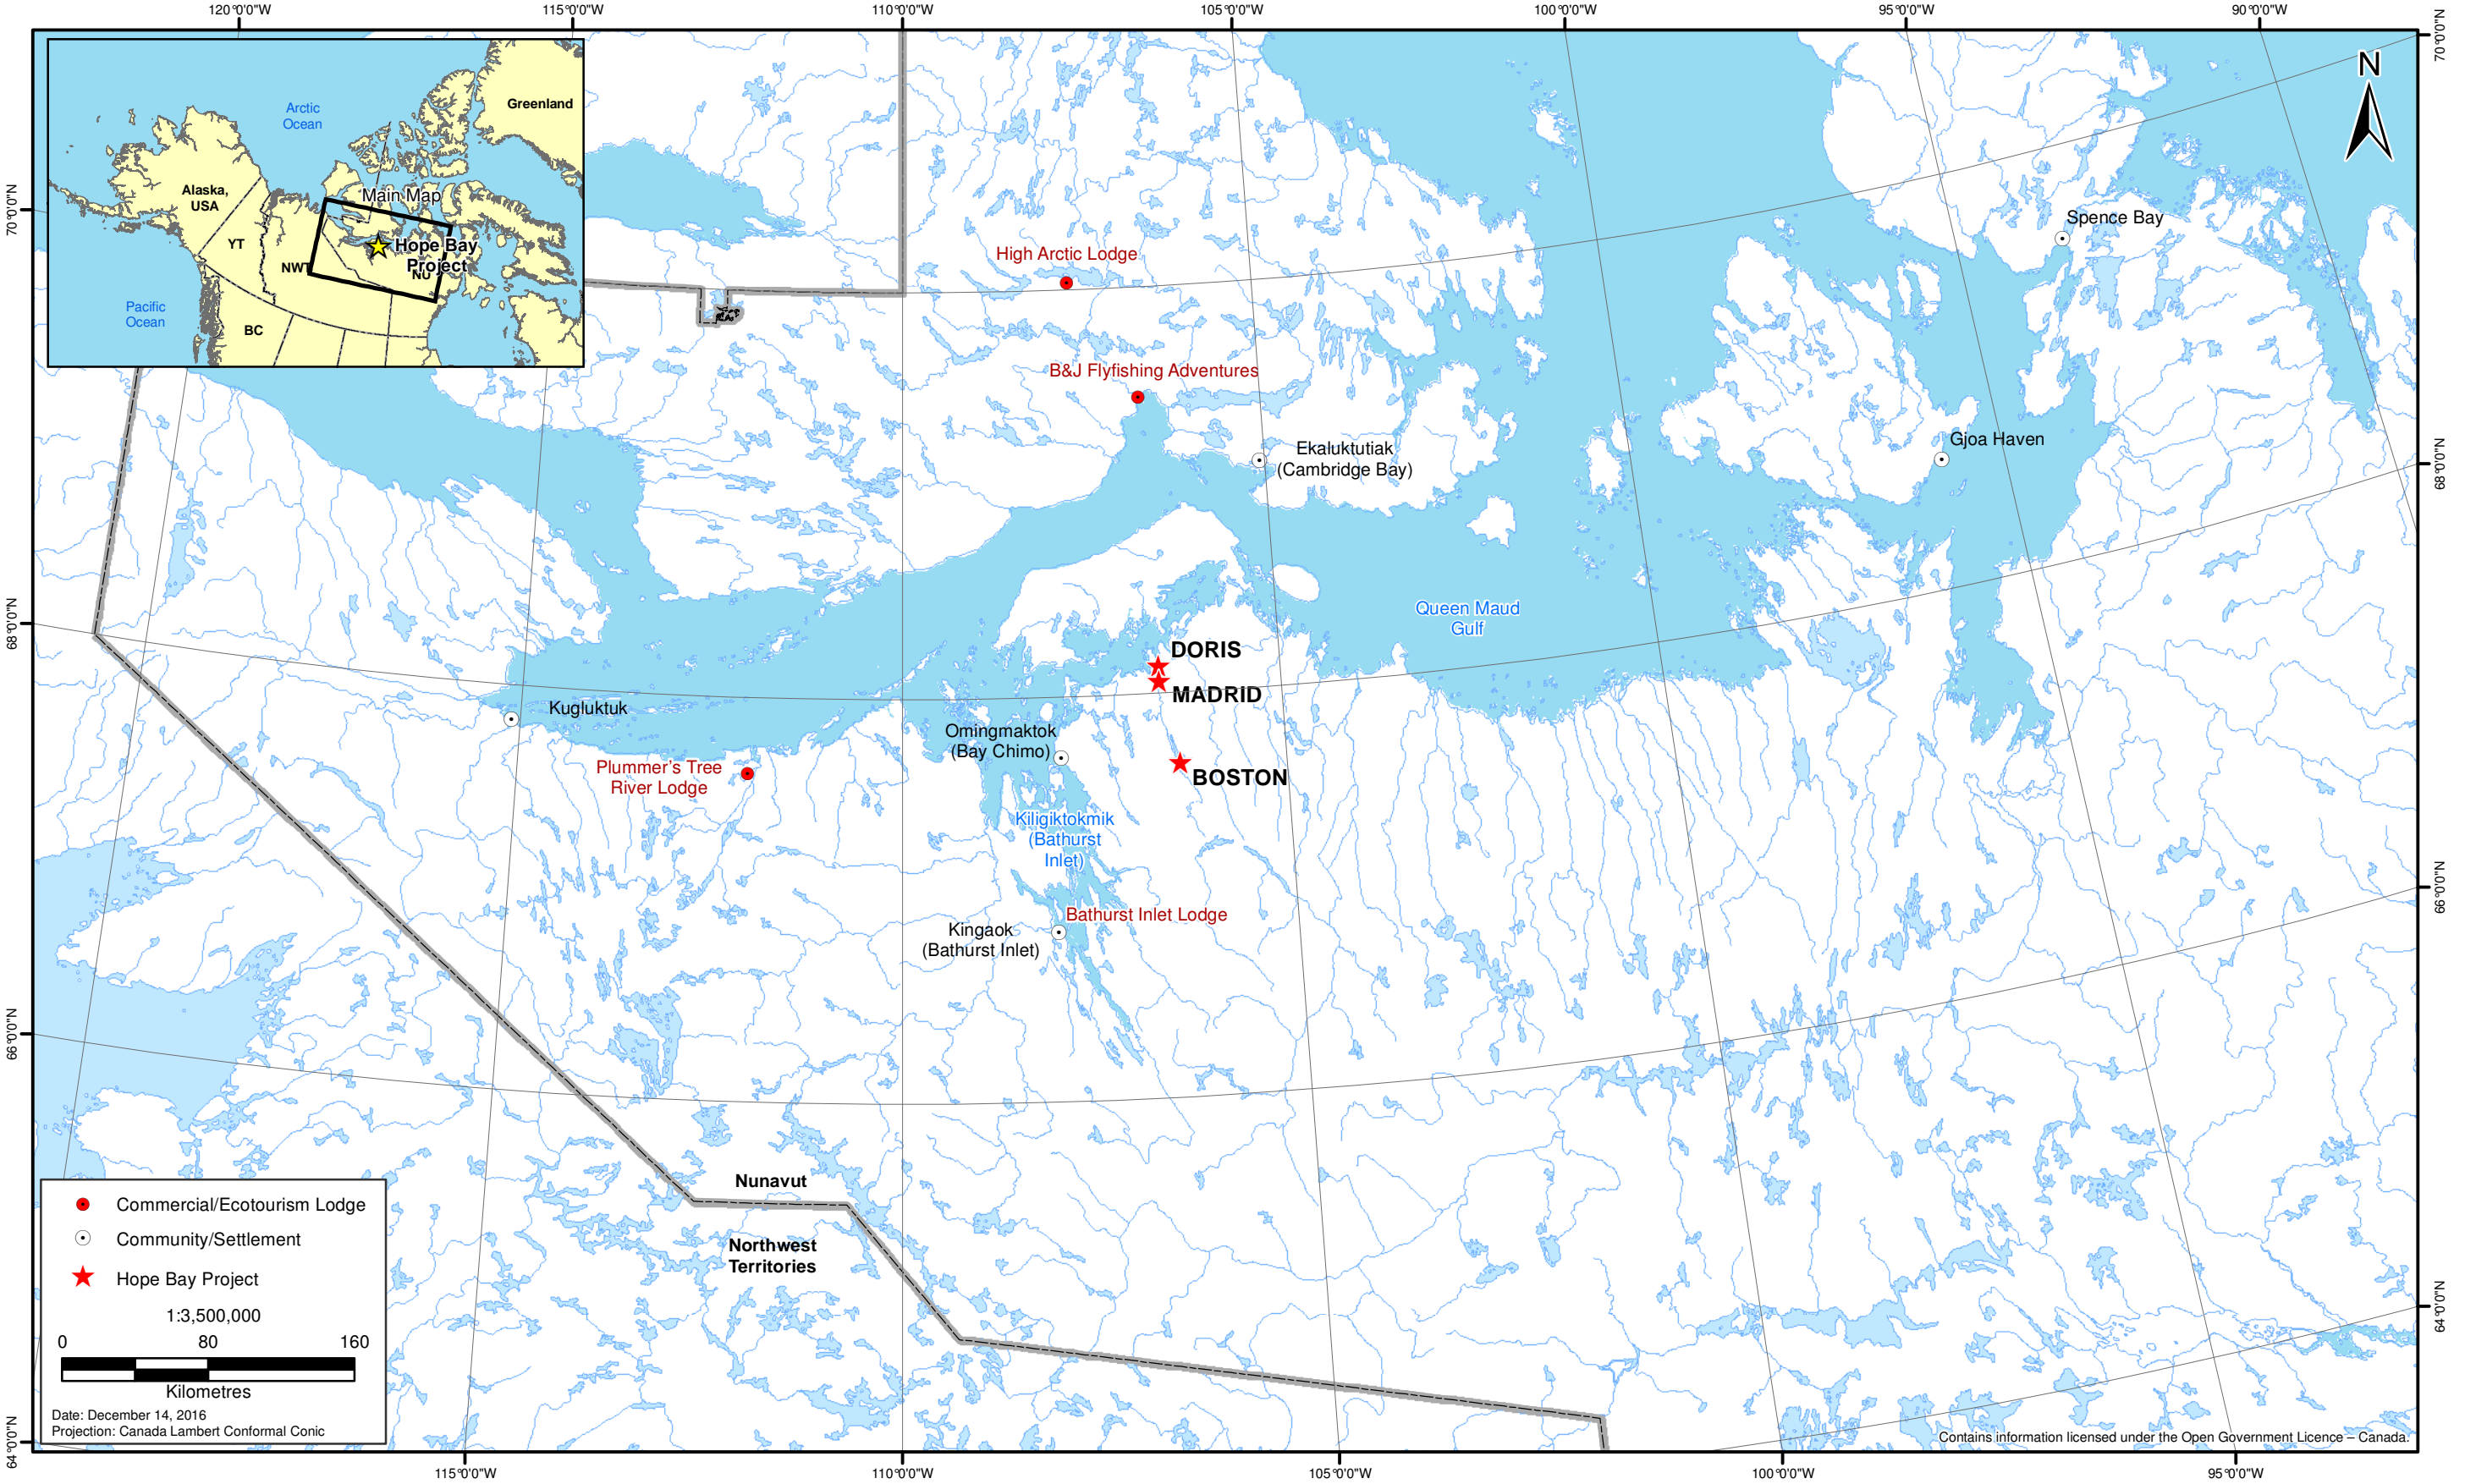 120°0'0"W
115°0'0"W
110°0'0"W
105°0'0"W
100°0'0"W
95°0'0"W
90°0'0"W
70°0'0"N
68°0'0"N
66°0'0"N
64°0'0"N
70°0'0"N
68°0'0"N
66°0'0"N
64°0'0"N
115°0'0"W
110°0'0"W
105°0'0"W
100°0'0"W
95°0'0"W
N
Arctic
Ocean
Greenland
Alaska,
USA
Main Map
YT
Hope Bay
Project
NWT
NU
Pacific
Ocean
BC
High Arctic Lodge
Spence Bay
B&J Flyfishing Adventures
Ekaluktutiak
(Cambridge Bay)
Gjoa Haven
Queen Maud
Gulf
DORIS
MADRID
Kugluktuk
Omingmaktok
(Bay Chimo)
Plummer's Tree
River Lodge
BOSTON
Kiligiktokmik
(Bathurst
Inlet)
Bathurst Inlet Lodge
Kingaok
(Bathurst Inlet)
Nunavut
Northwest
Territories
Commercial/Ecotourism Lodge
Community/Settlement
Hope Bay Project
1:3,500,000
0 80 160
Kilometres
Date: December 14, 2016
Projection: Canada Lambert Conformal Conic
Contains information licensed under the Open Government Licence – Canada.